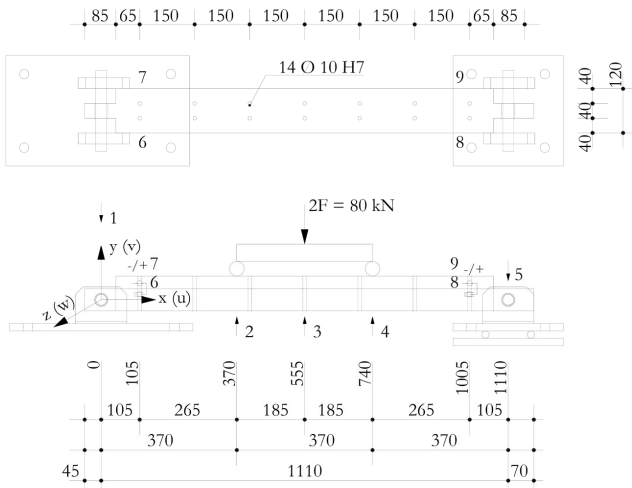 85 65 150 150 150 150 150 150 65 85
14 Ø 10 H7
7 9
40 40 40 120
6 8
2F = 80 kN
1
y (v)
-/+ 7 9 -/+ 5
6 8
x (u)
z (w)
2 3 4
0 105 370 555 740 1005 1110
105 265 185 185 265 105
370 370 370
45 1110 70